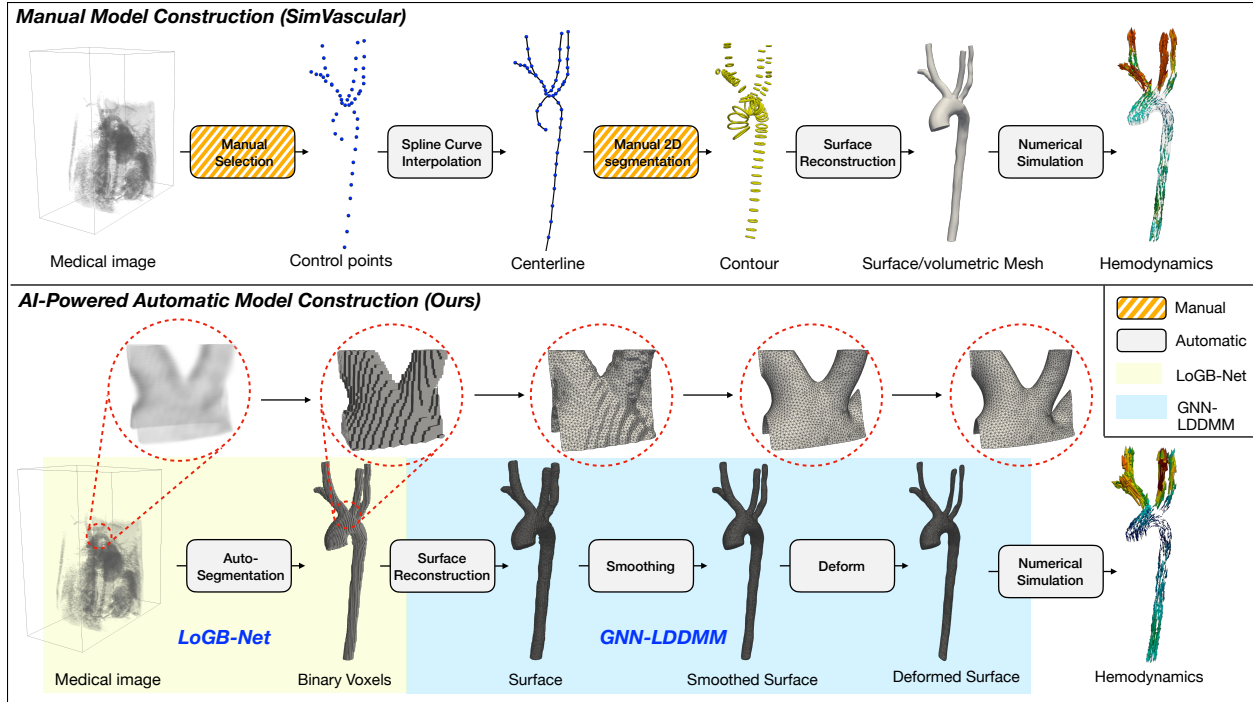 Manual Model Construction (SimVascular)
Manual
Selection
Spline Curve
Interpolation
Manual 2D
segmentation
Surface
Reconstruction
Numerical
Simulation
Medical image
Control points
Centerline
Contour
Surface/volumetric Mesh
Hemodynamics
AI-Powered Automatic Model Construction (Ours)
Manual
Automatic
LoGB-Net
GNN-
LDDMM
Auto-
Segmentation
Surface
Reconstruction
Smoothing
Deform
Numerical
Simulation
LoGB-Net
GNN-LDDMM
Medical image
Binary Voxels
Surface
Smoothed Surface
Deformed Surface
Hemodynamics